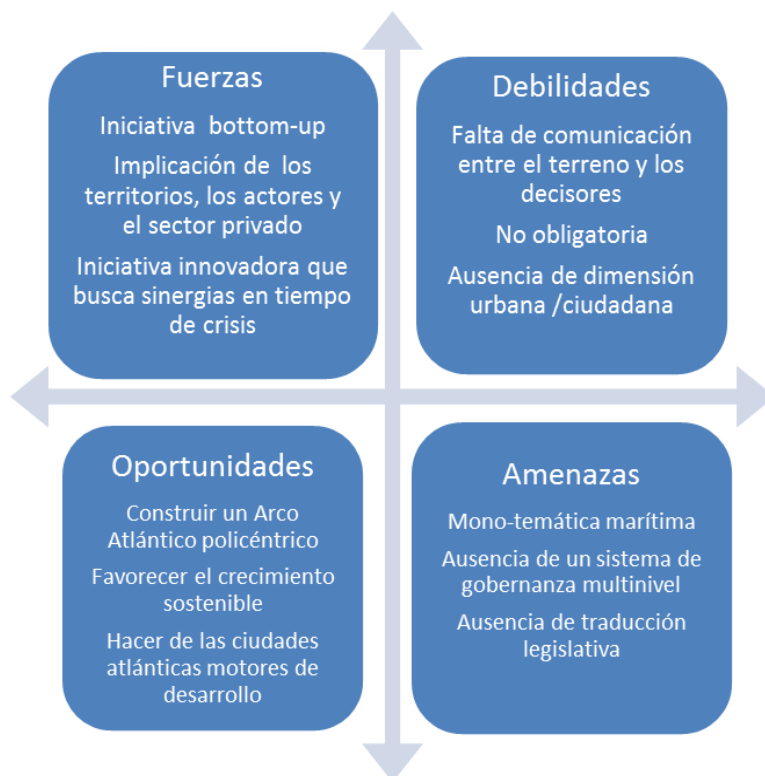 Fuerzas
Iniciativa bottom-up
Implicación de los
territorios, los actores y
el sector privado
Iniciativa innovadora que
busca sinergias en tiempo
de crisis
Debilidades
Falta de comunicación
entre el terreno y los
decisores
No obligatoria
Ausencia de dimensión
urbana /ciudadana
Oportunidades
Construir un Arco
Atlántico policéntrico
Favorecer el crecimiento
sostenible
Hacer de las ciudades
atlánticas motores de
desarrollo
Amenazas
Mono-temática marítima
Ausencia de un sistema de
gobernanza multinivel
Ausencia de traducción
legislativa